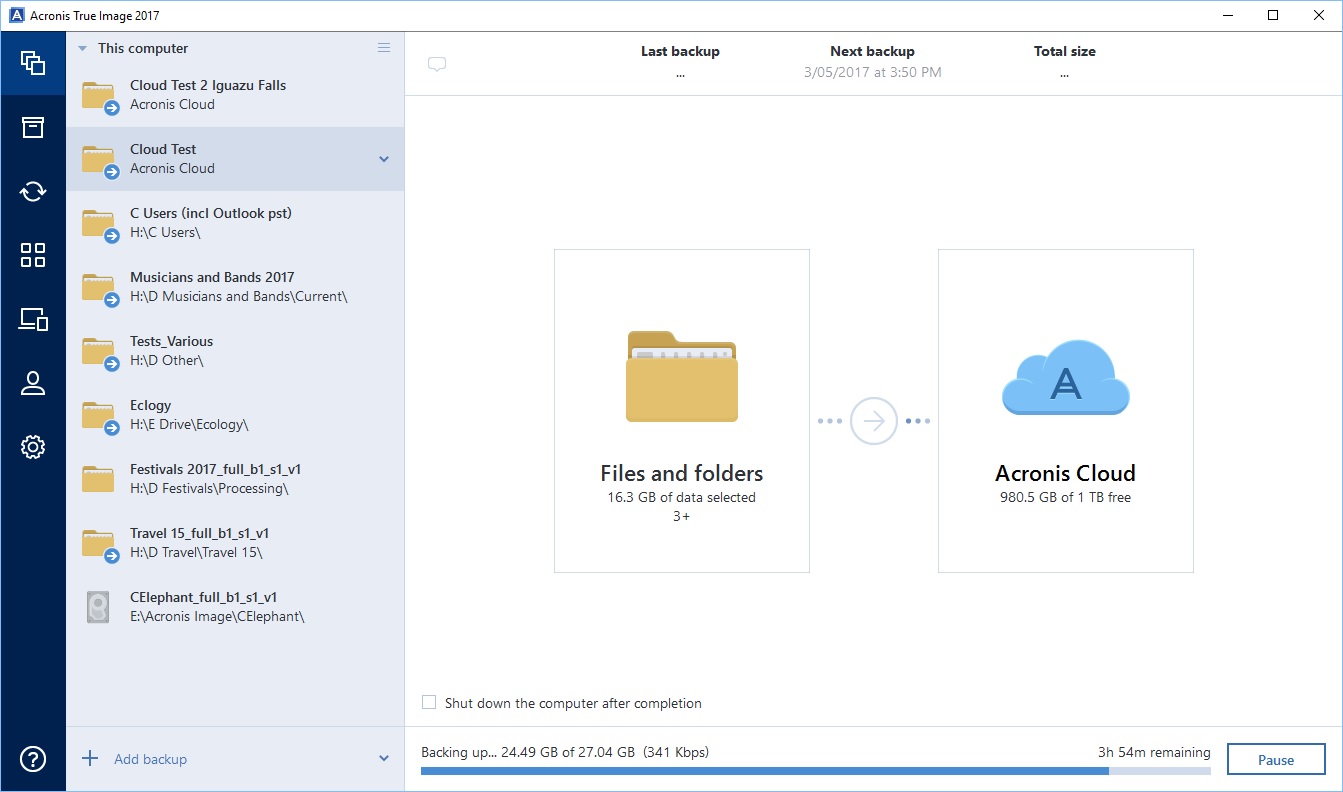 Acronis True Image 2017
This computer
Cloud Test 2 Iguazu Falls
Acronis Cloud
Cloud Test
Acronis Cloud
C Users (incl Outlook pst)
H:\C Users\
Musicians and Bands 2017
H:\D Musicians and Bands\Current\
Tests_Various
H:\D Other\
Eclogy
H:\E Drive\Ecology\
Festivals 2017_full_b1_s1_v1
H:\D Festivals\Processing\
Travel 15_full_b1_s1_v1
H:\D Travel\Travel 15\
CElephant_full_b1_s1_v1
E:\Acronis Image\CElephant\
Add backup
Last backup
...
Next backup
3/05/2017 at 3:50 PM
Total size
...
Files and folders
16.3 GB of data selected
3+
Acronis Cloud
980.5 GB of 1 TB free
Shut down the computer after completion
Backing up... 24.49 GB of 27.04 GB (341 Kbps)
3h 54m remaining
Pause